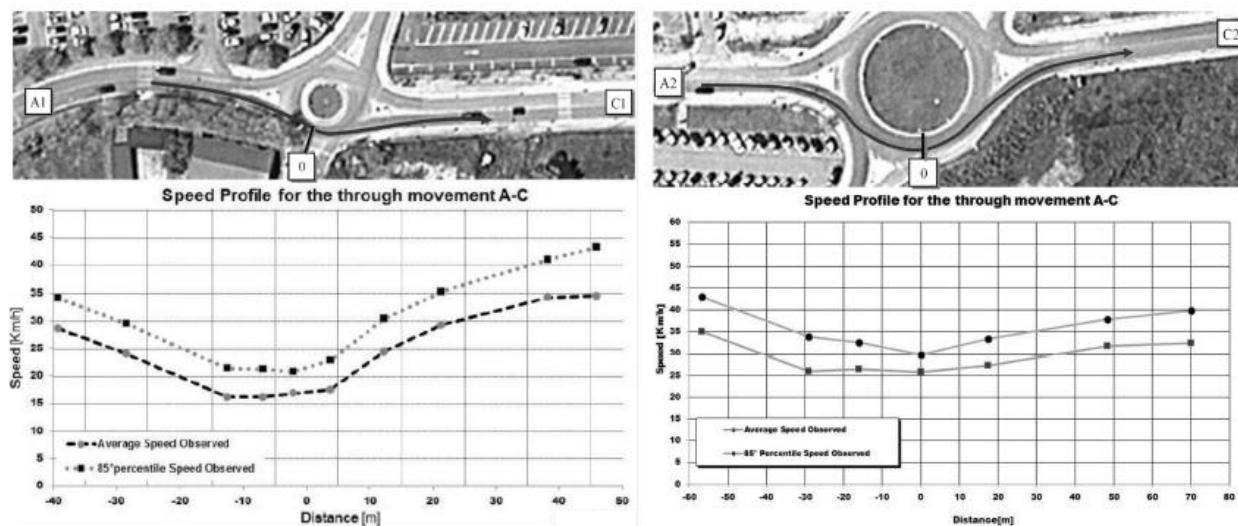 A1
C1
0
A2
C2
0
Speed Profile for the through movement A-C
50
45
40
35
30
25
20
15
10
5
0
Speed [Km/h]
Average Speed Observed
85°percentile Speed Observed
-40 -30 -20 -10 0 10 20 30 40 50
Distance [m]
Speed Profile for the through movement A-C
60
55
50
45
40
35
30
25
20
15
10
5
0
Speed [Km/h]
Average Speed Observed
85° Percentile Speed Observed
-60 -50 -40 -30 -20 -10 0 10 20 30 40 50 60 70 80
Distance[m]